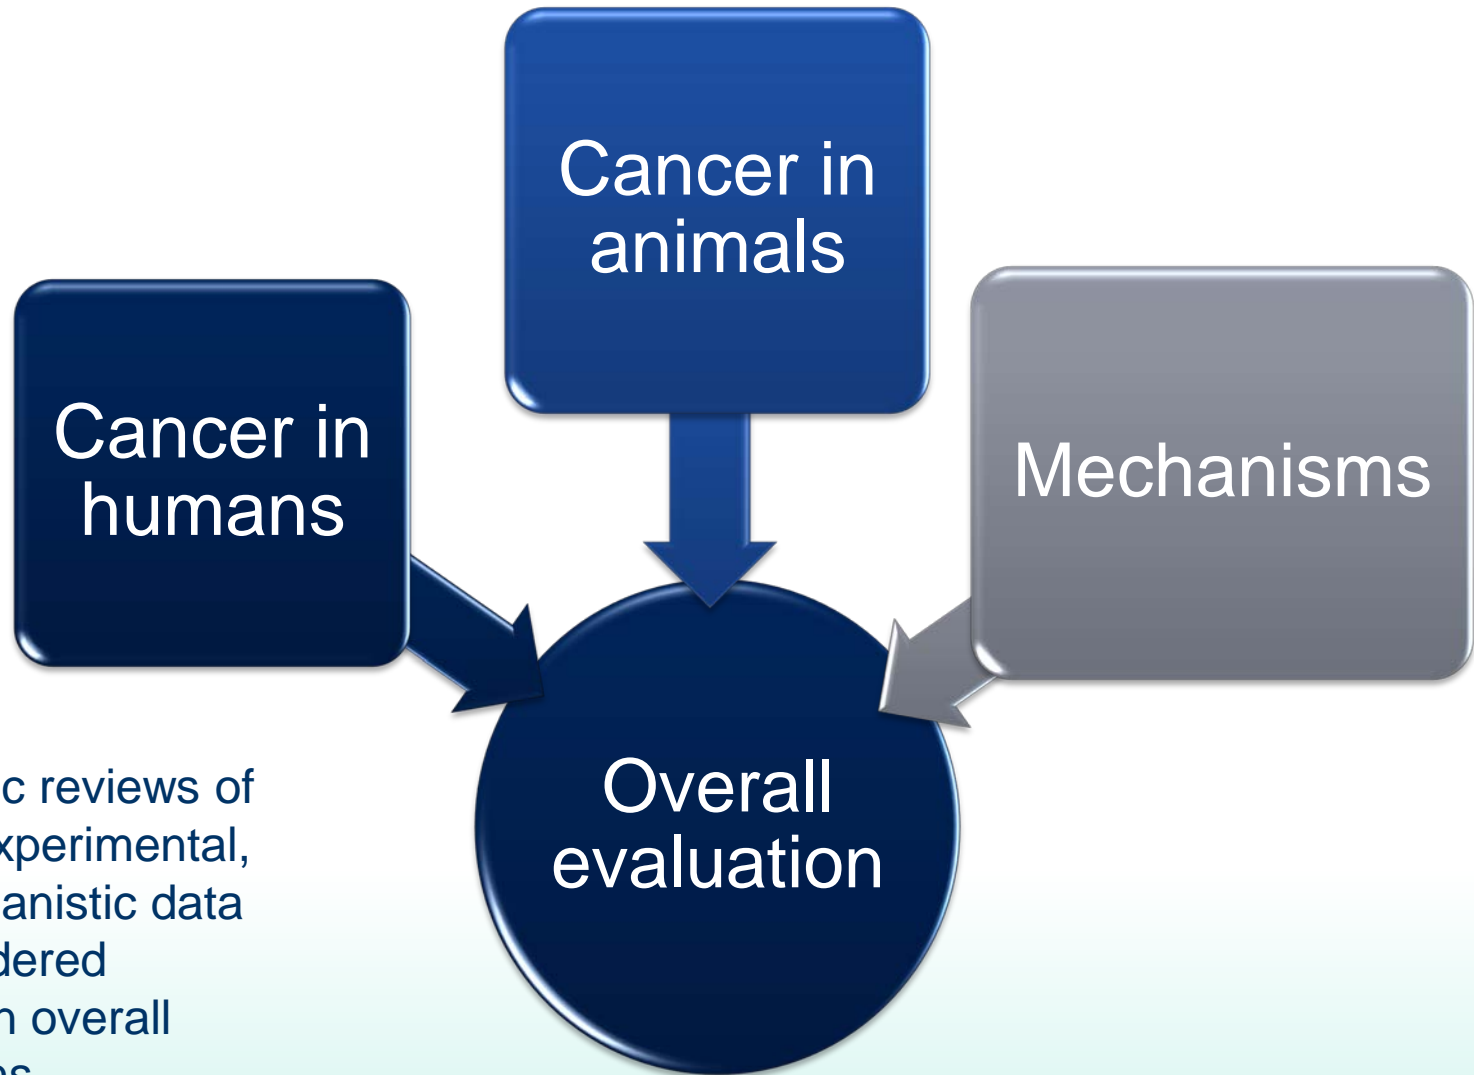 Cancer in
animals
Cancer in
humans
Mechanisms
Overall
evaluation
c reviews of
xperimental,
anistic data
dered
n overall